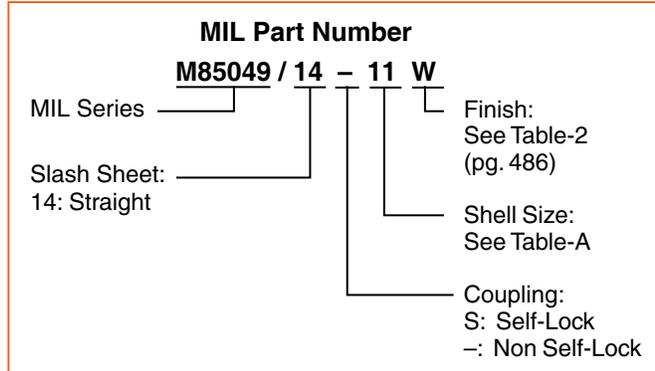 MIL Part Number
M85049 / 14 – 11 W
MIL Series
Slash Sheet:
14: Straight
Finish:
See Table-2
(pg. 486)
Shell Size:
See Table-A
Coupling:
S: Self-Lock
–: Non Self-Lock